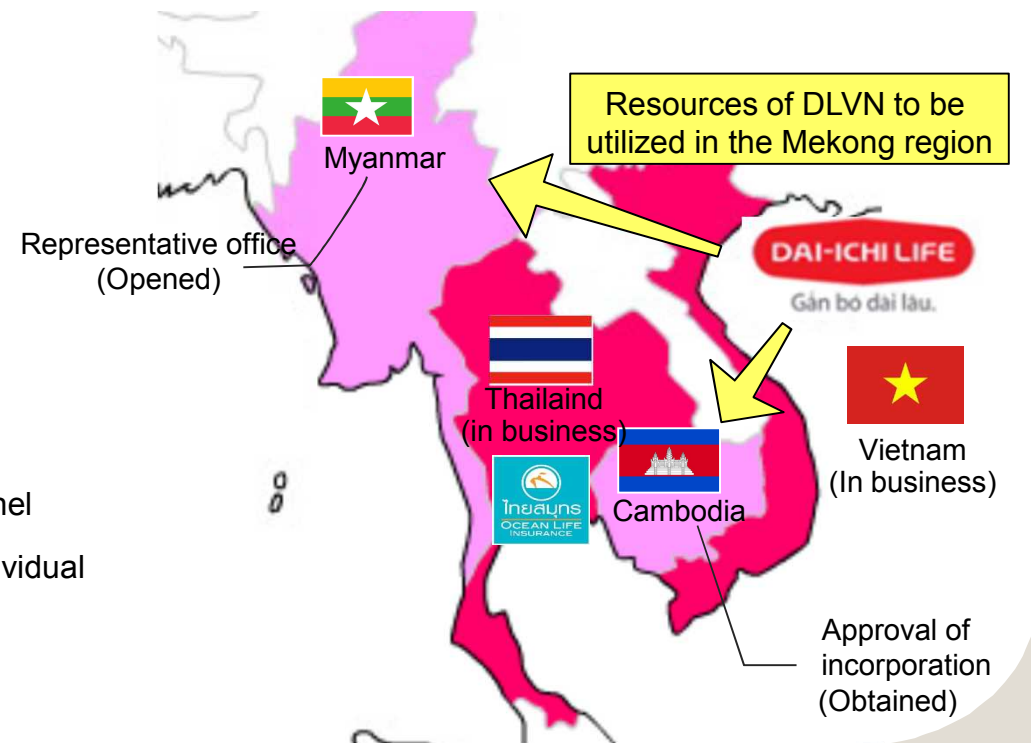 Resources of DLVN to be
utilized in the Mekong region
Myanmar
Representative office
(Opened)
DAI-ICHI LIFE
Gắn bó dài lâu.
Thailaind
(in business)
Vietnam
(In business)
ไทยสมุทร
OCEAN LIFE
INSURANCE
Cambodia
nel
vidual
Approval of
incorporation
(Obtained)